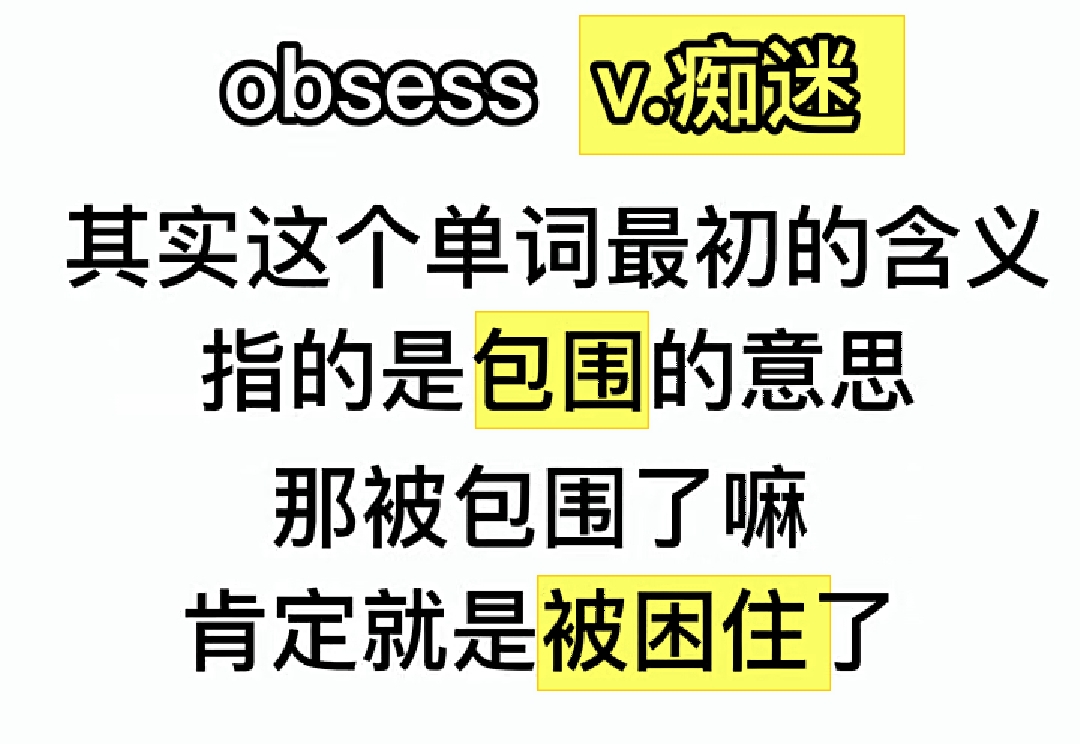 obsess v.痴迷
其实这个单词最初的含义
指的是包围的意思
那被包围了嘛
肯定就是被困住了